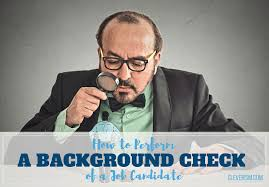 How to Perform
A BACKGROUND CHECK
of a Job Candidate
CLEVERISM.COM